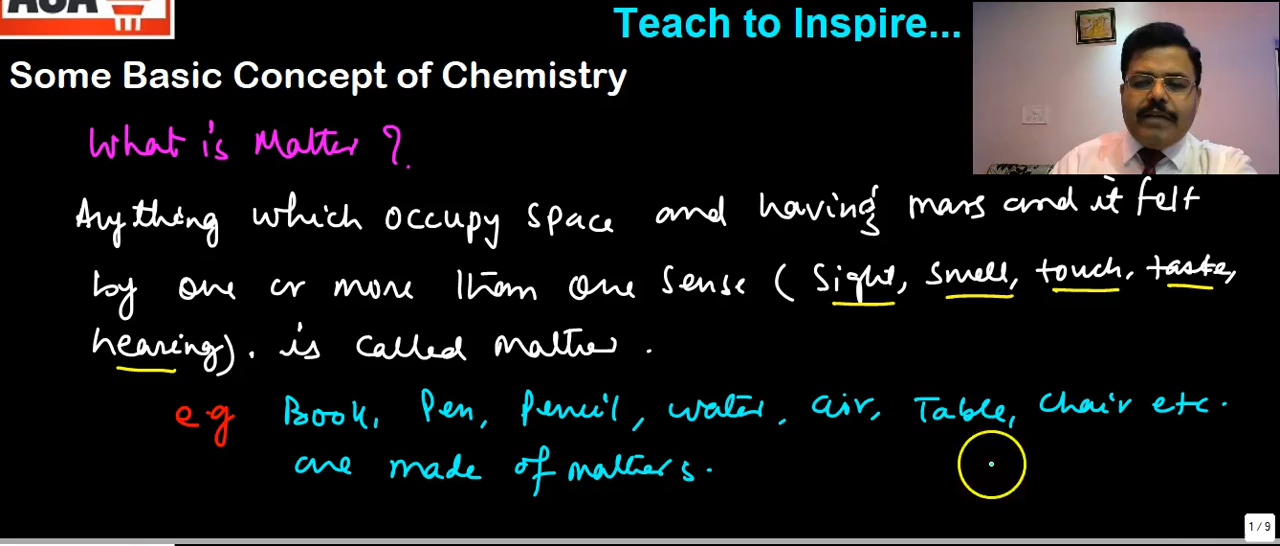 ASA
Teach to Inspire...
Some Basic Concept of Chemistry
What is Matter ?
Anything which occupy space and having mass and it felt
by one or more than one sense ( sight, smell, touch, taste,
hearing). is called matter.
e.g Book, Pen, Pencil, water, air, Table, chair etc.
are made of matters.
1/9